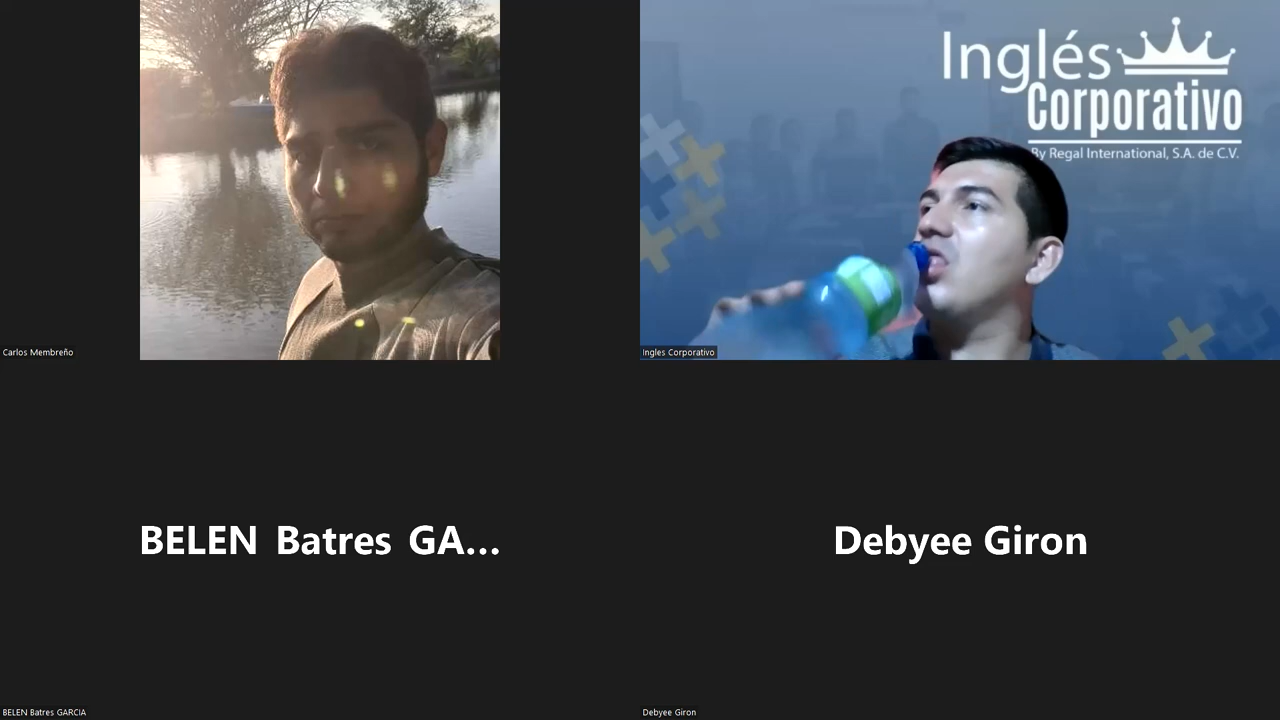 Inglés
Corporativo
By Regal International, S.A. de C.V.
Carlos Membreño
Ingles Corporativo
BELEN Batres GA...
Debyee Giron
BELEN Batres GARCIA
Debyee Giron